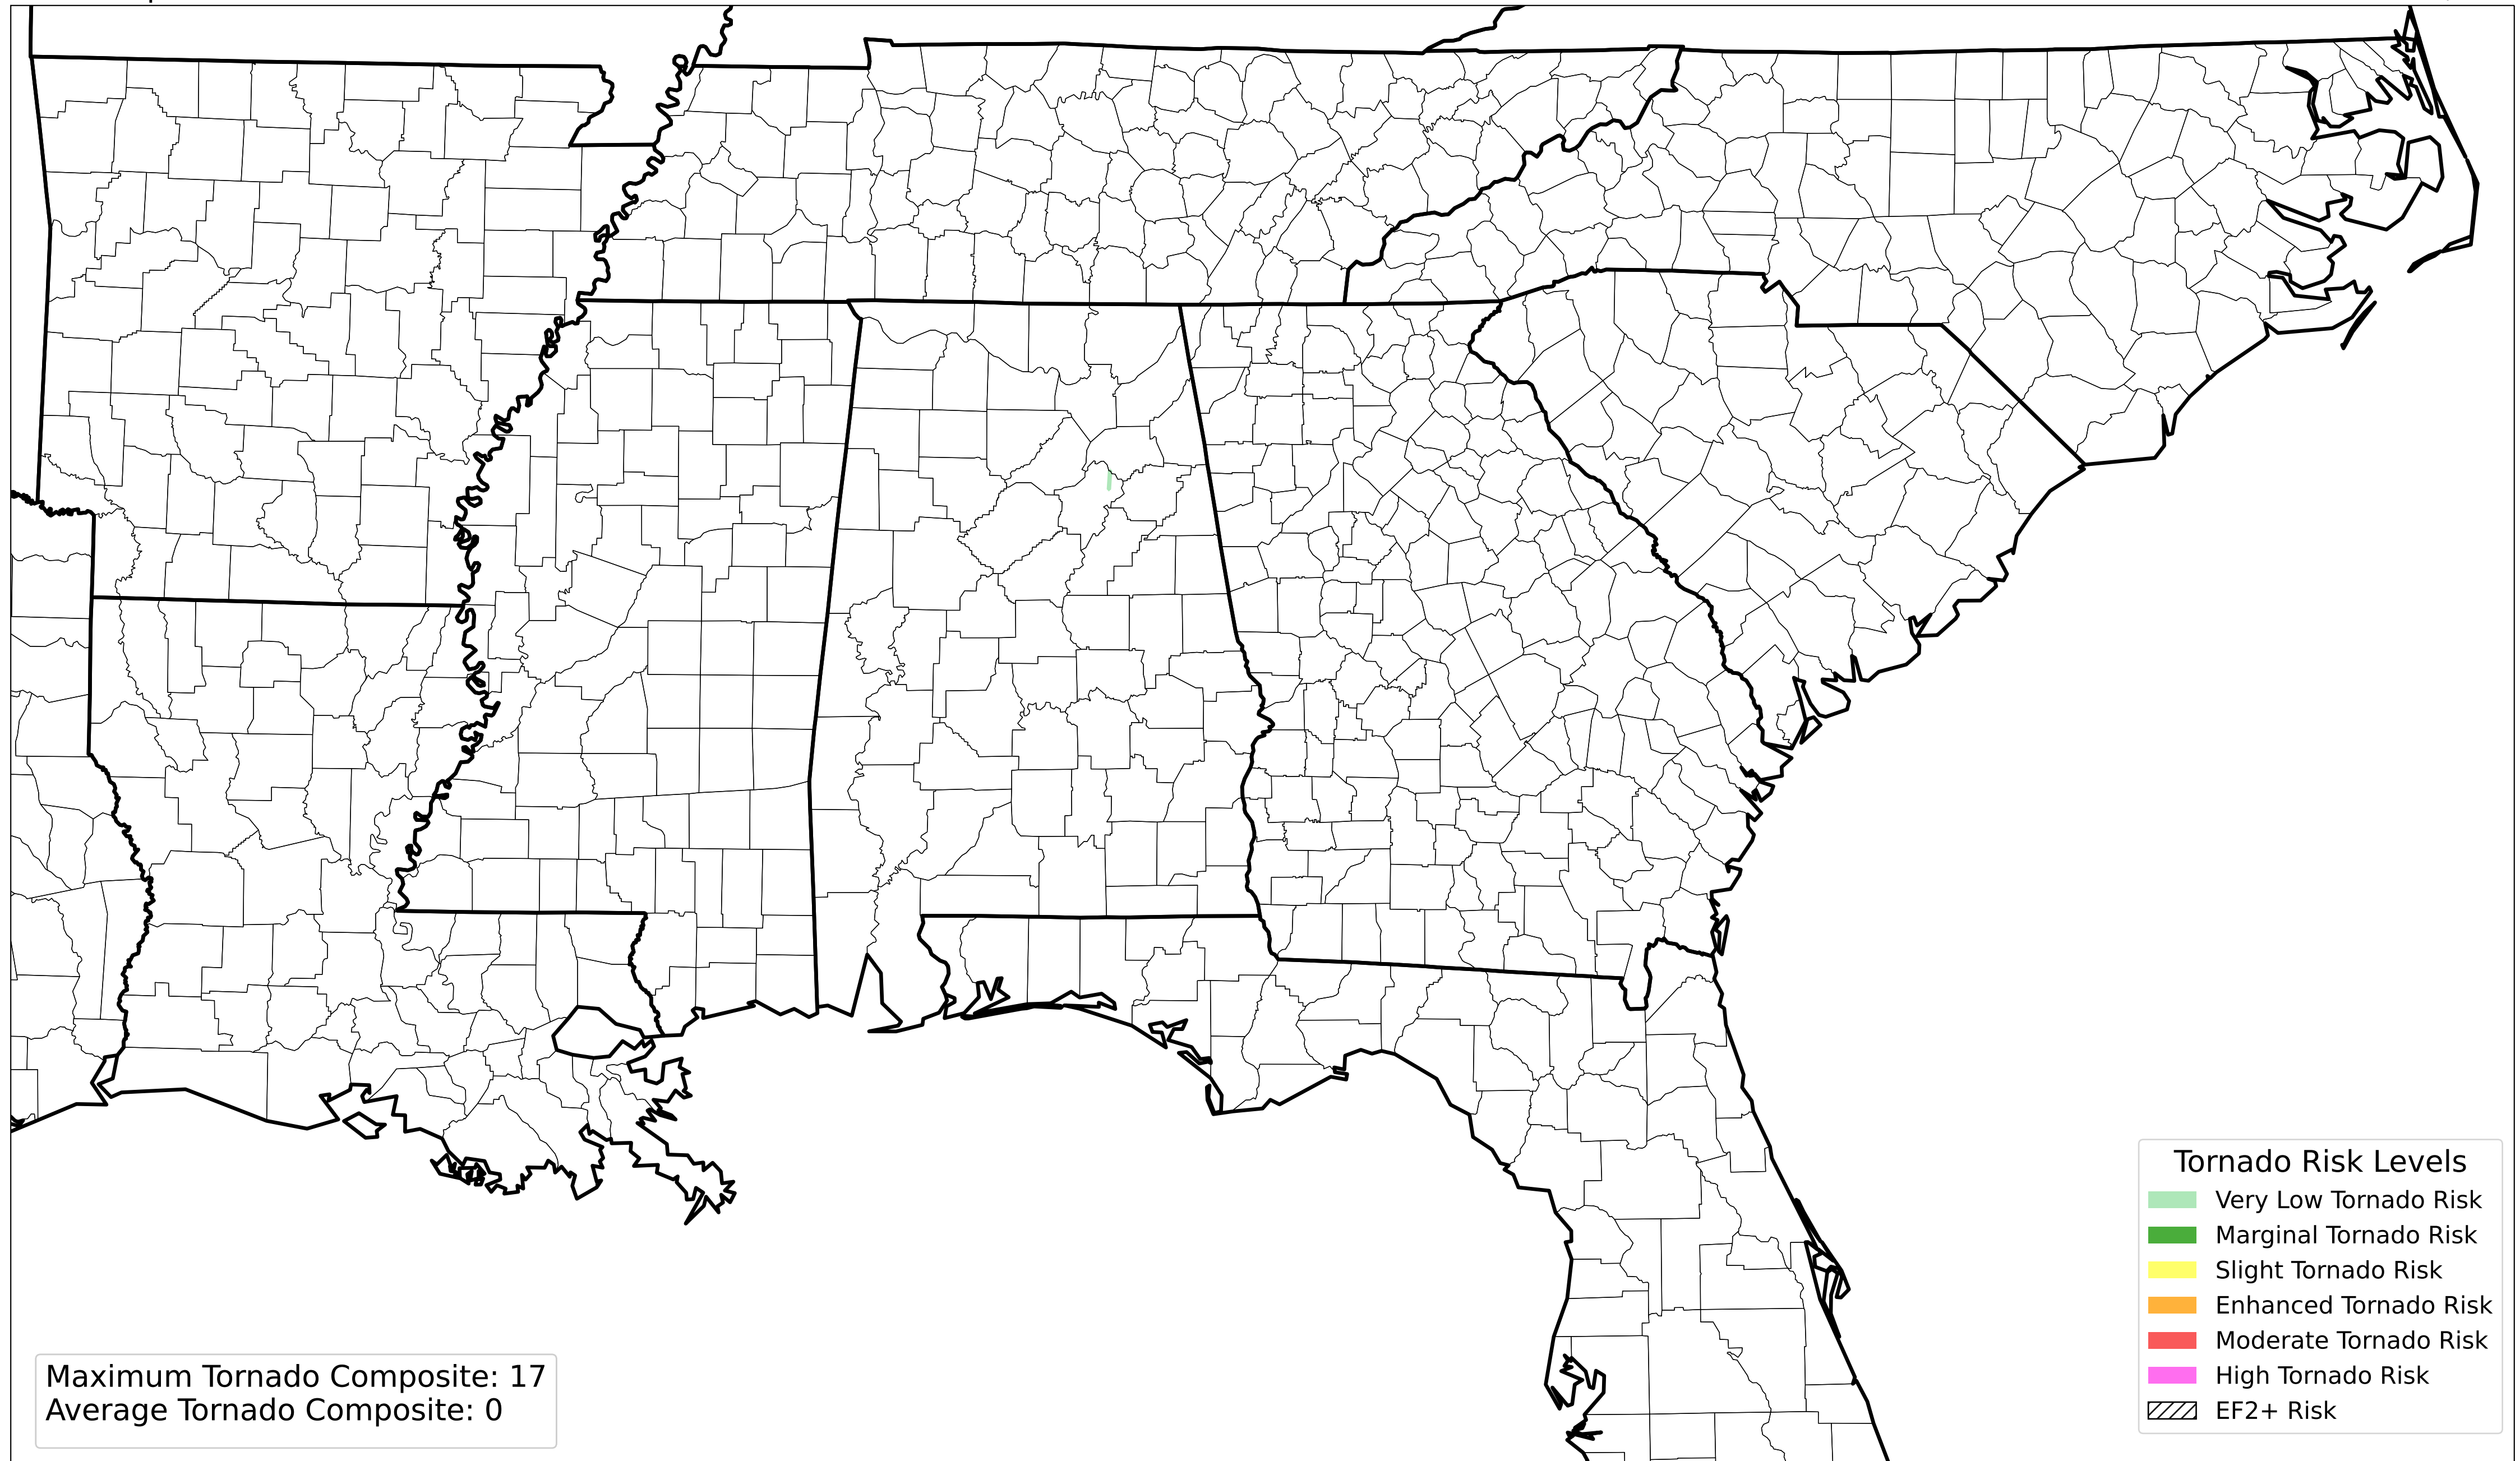 Tornado Risk Levels
Very Low Tornado Risk
Marginal Tornado Risk
Slight Tornado Risk
Enhanced Tornado Risk
Moderate Tornado Risk
High Tornado Risk
EF2+ Risk
Maximum Tornado Composite: 17
Average Tornado Composite: 0